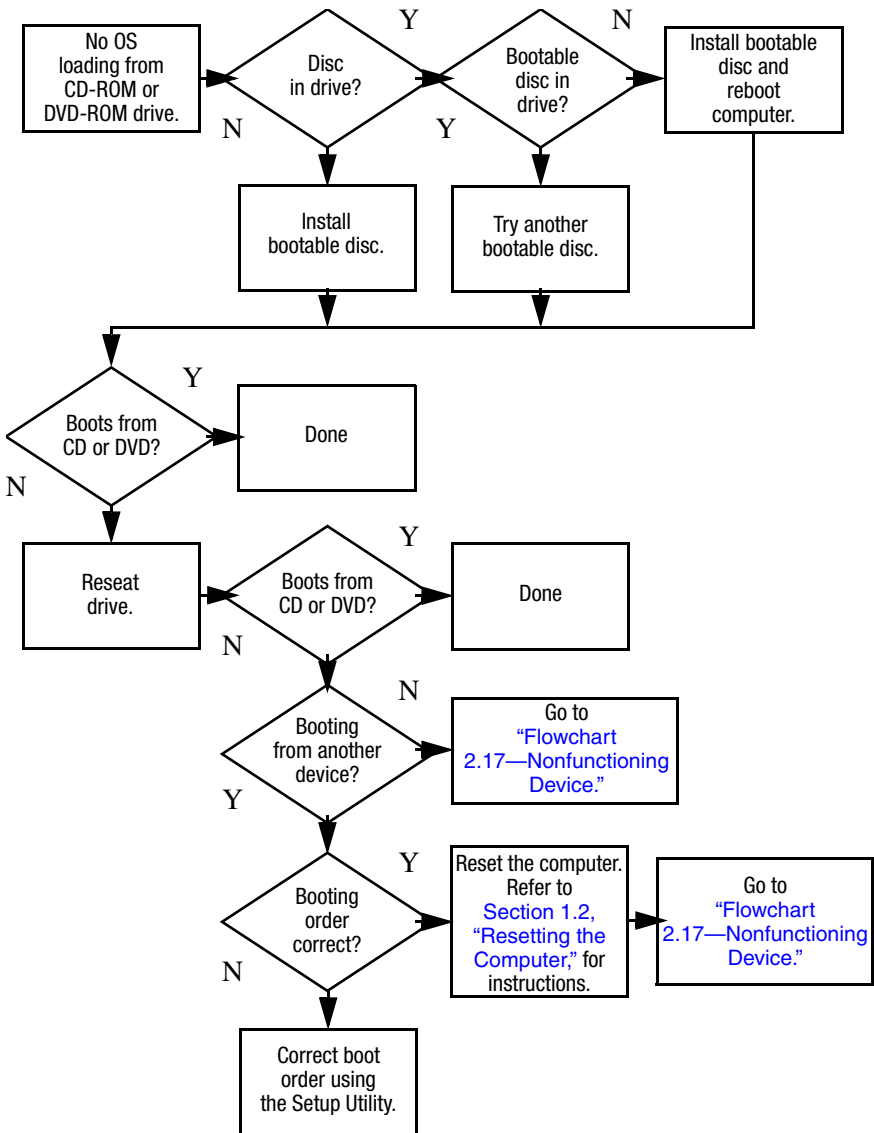 No OS
loading from
CD-ROM or
DVD-ROM drive.
Disc
in drive?
Y
N
Bootable
disc in
drive?
N
Y
Install bootable
disc and
reboot
computer.
Install
bootable disc.
Try another
bootable disc.
Boots from
CD or DVD?
Y
N
Done
Reseat
drive.
Boots from
CD or DVD?
Y
N
Done
Booting
from another
device?
N
Y
Go to
“Flowchart
2.17—Nonfunctioning
Device.”
Booting
order
correct?
Y
N
Reset the computer.
Refer to
Section 1.2,
“Resetting the
Computer,” for
instructions.
Go to
“Flowchart
2.17—Nonfunctioning
Device.”
Correct boot
order using
the Setup Utility.